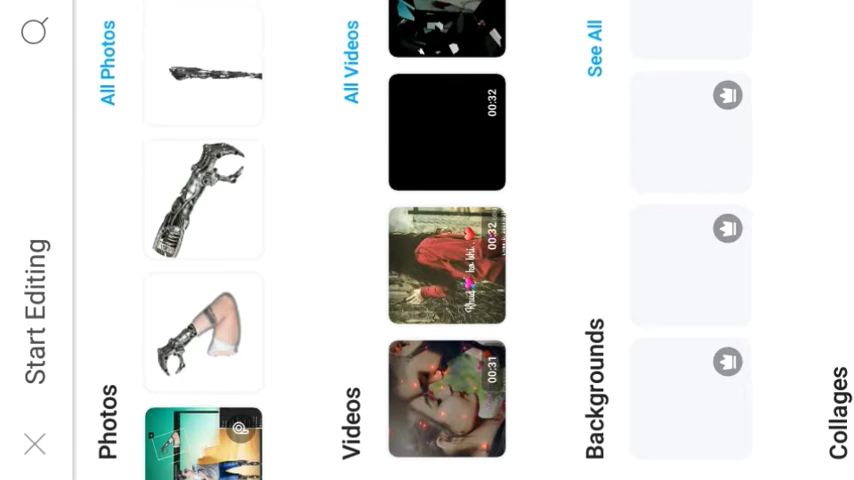 Start Editing
Photos
All Photos
Videos
All Videos
00:31
00:32
00:32
Backgrounds
See All
Collages